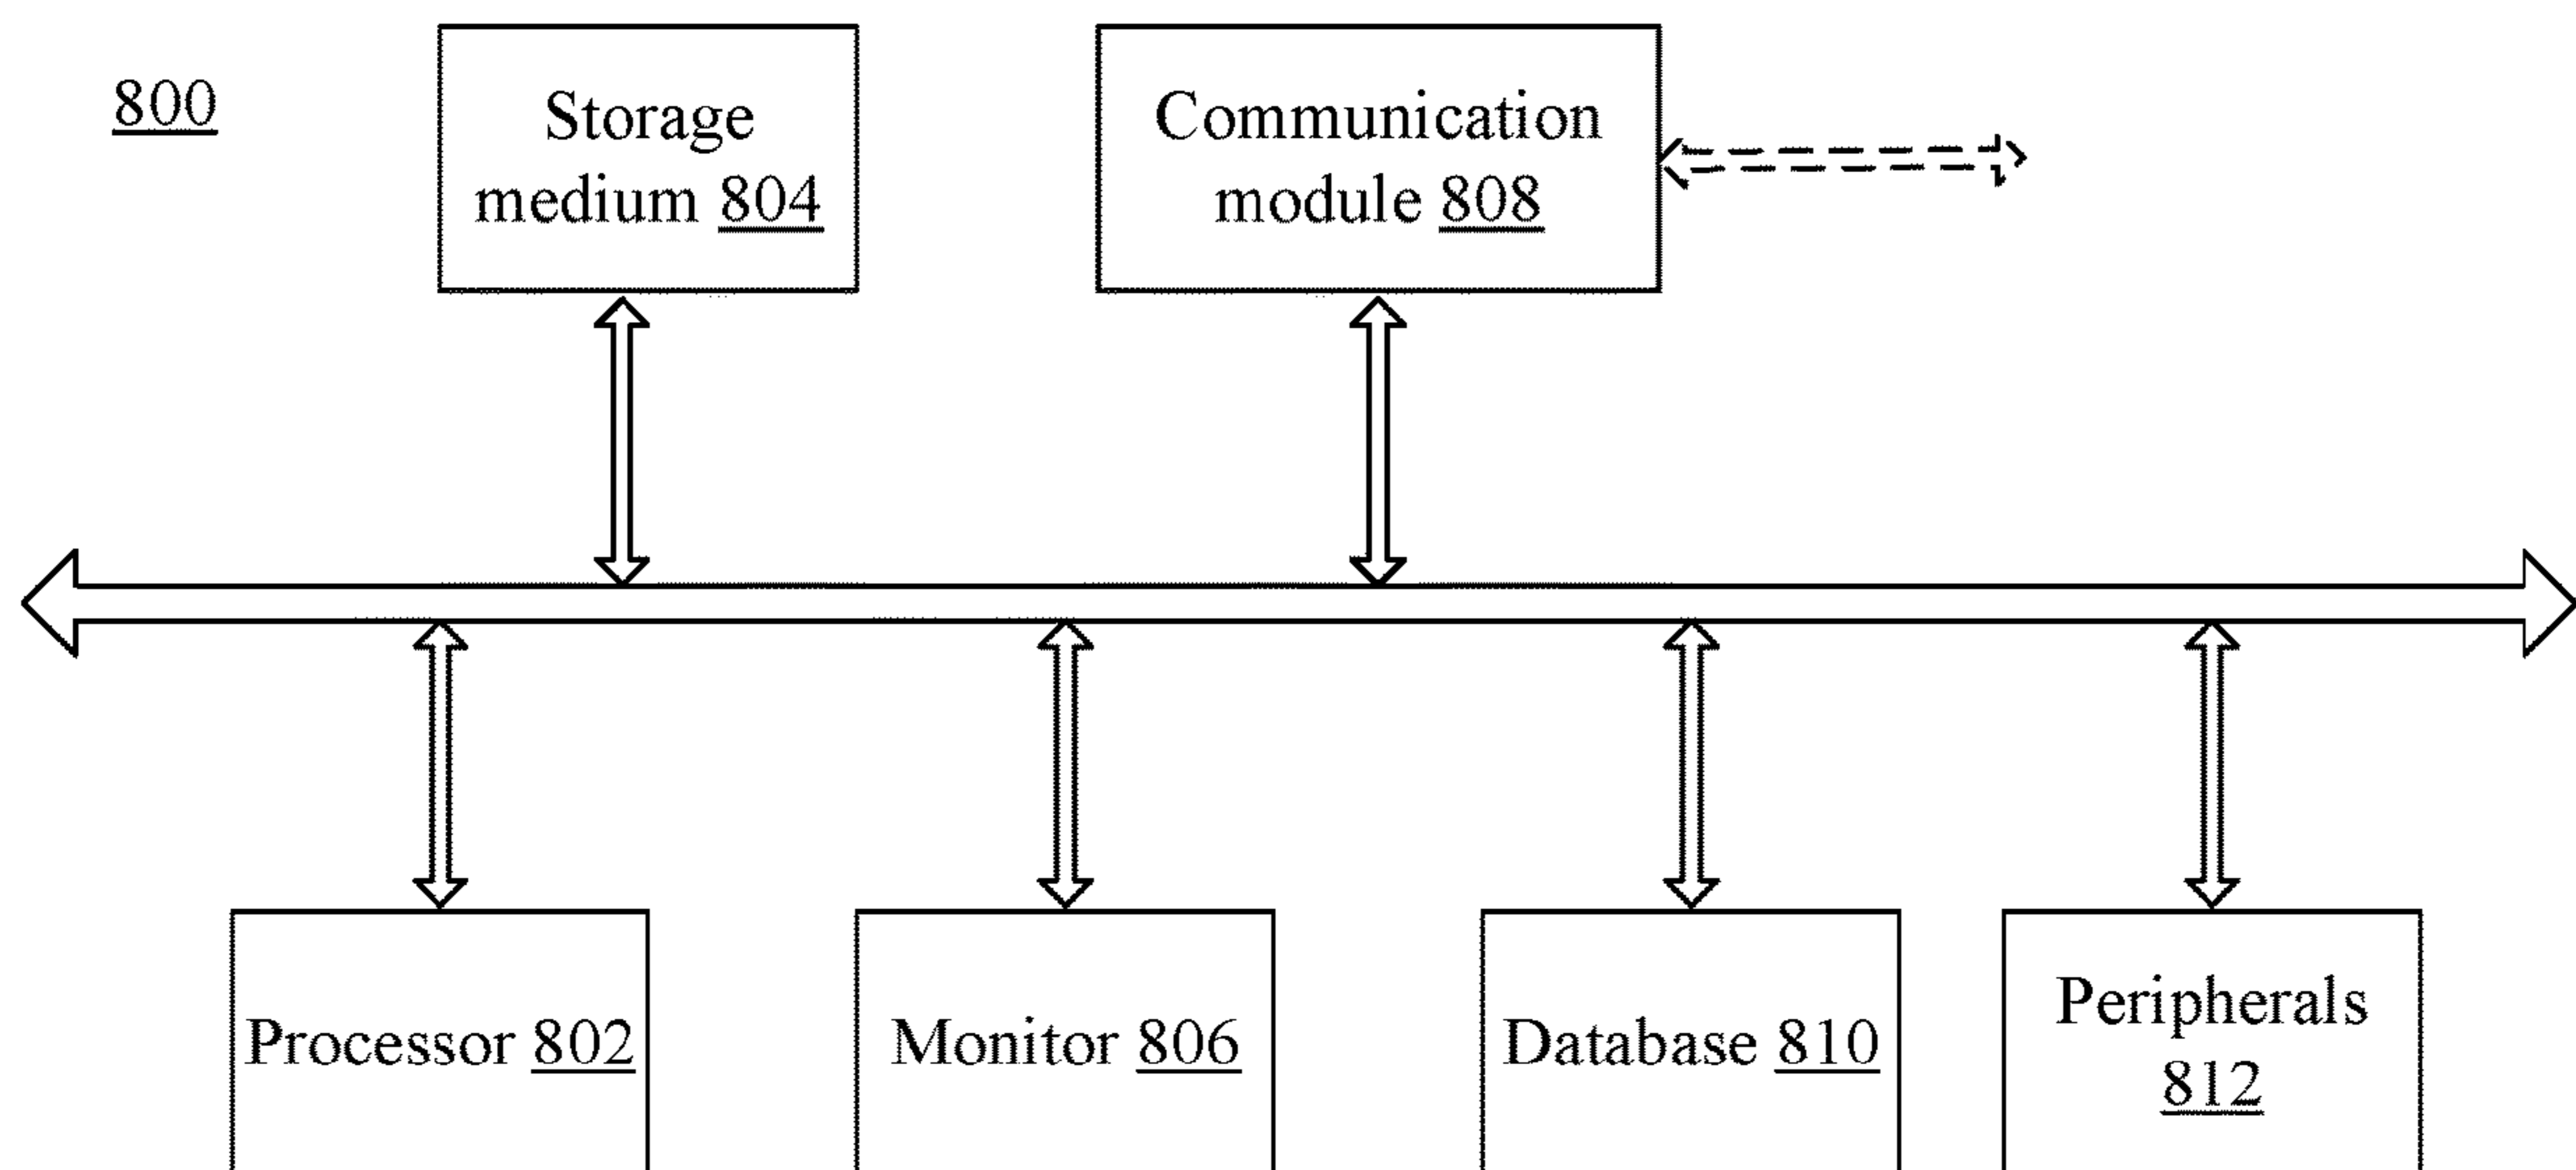 800
Storage
medium 804
Communication
module 808
Processor 802
Monitor 806
Database 810
Peripherals
812